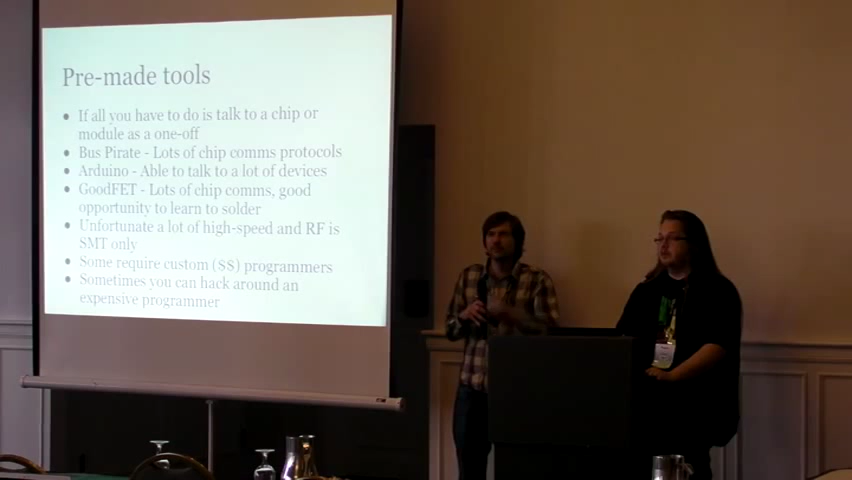 Pre-made tools
• If all you have to do is talk to a chip or
module as a one-off
• Bus Pirate - Lots of chip comms protocols
• Arduino - Able to talk to a lot of devices
• GoodFET - Lots of chip comms, good
opportunity to learn to solder
• Unfortunate a lot of high-speed and RF is
SMT only
• Some require custom ($$) programmers
• Sometimes you can hack around an
expensive programmer